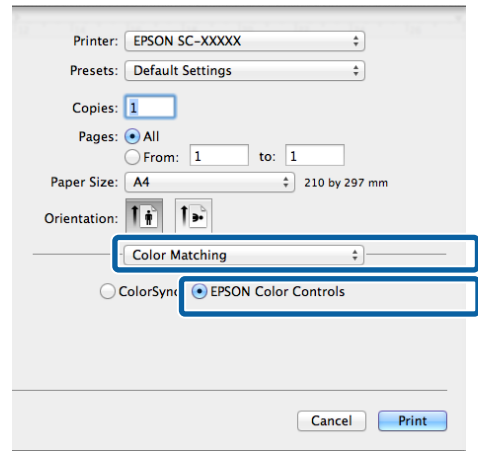 Printer: EPSON SC-XXXXX
Presets: Default Settings
Copies: 1
Pages: All
From: 1 to: 1
Paper Size: A4 210 by 297 mm
Orientation:
Color Matching
ColorSync EPSON Color Controls
Cancel Print